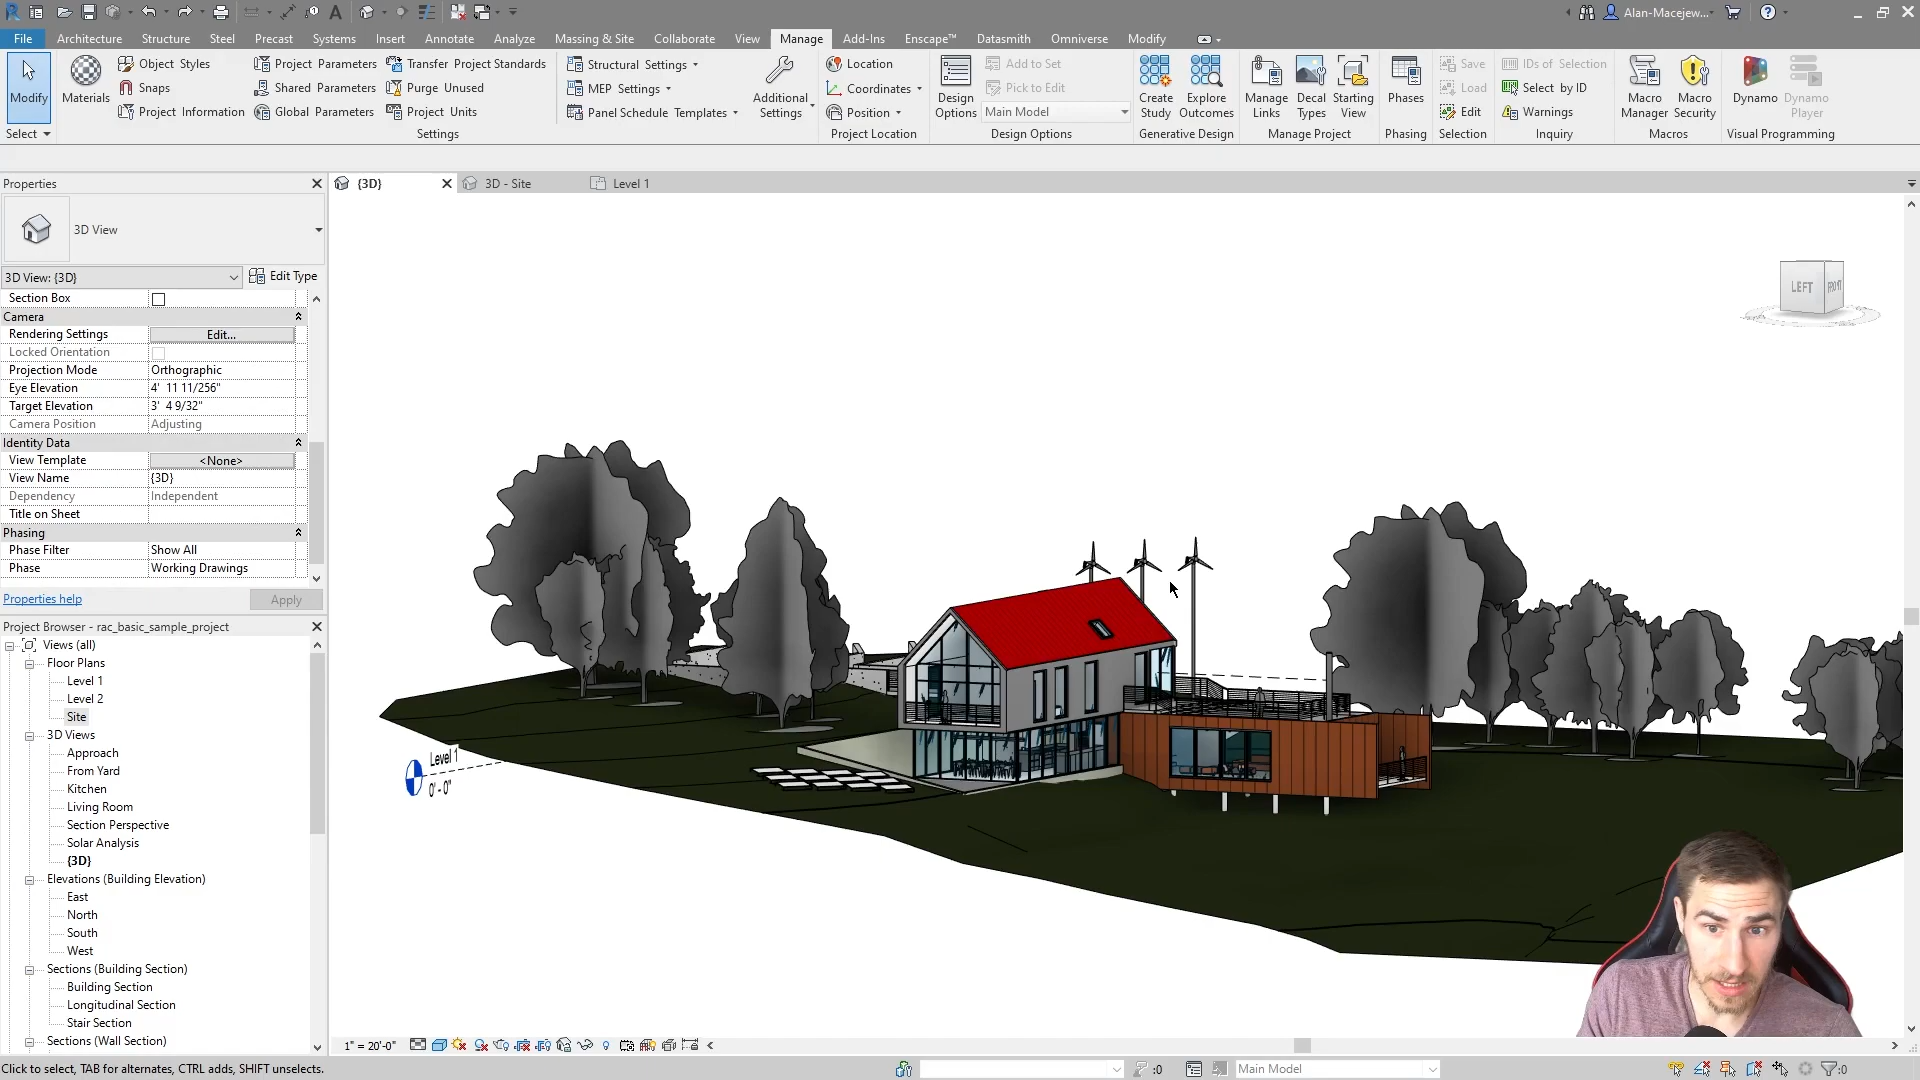 Alan-Macejew...
File Architecture Structure Steel Precast Systems Insert Annotate Analyze Massing & Site Collaborate View Manage Add-Ins Enscape™ Datasmith Omniverse Modify
Modify
Select
Materials
Object Styles
Snaps
Project Information
Project Parameters
Shared Parameters
Global Parameters
Transfer Project Standards
Purge Unused
Project Units
Settings
Structural Settings
MEP Settings
Panel Schedule Templates
Additional Settings
Location
Coordinates
Position
Project Location
Design Options
Add to Set
Pick to Edit
Main Model
Design Options
Create Study
Explore Outcomes
Generative Design
Manage Links
Decal Types
Starting View
Manage Project
Phases
Phasing
Save
Load
Edit
Selection
IDs of Selection
Select by ID
Warnings
Inquiry
Macro Manager
Macro Security
Macros
Dynamo
Dynamo Player
Visual Programming
Properties
3D View
3D View: {3D}
Edit Type
Section Box
Camera
Rendering Settings Edit...
Locked Orientation
Projection Mode Orthographic
Eye Elevation 4' 11 11/256"
Target Elevation 3' 4 9/32"
Camera Position Adjusting
Identity Data
View Template <None>
View Name {3D}
Dependency Independent
Title on Sheet
Phasing
Phase Filter Show All
Phase Working Drawings
Properties help Apply
Project Browser - rac_basic_sample_project
Views (all)
Floor Plans
Level 1
Level 2
Site
3D Views
Approach
From Yard
Kitchen
Living Room
Section Perspective
Solar Analysis
{3D}
Elevations (Building Elevation)
East
North
South
West
Sections (Building Section)
Building Section
Longitudinal Section
Stair Section
Sections (Wall Section)
{3D} 3D - Site Level 1
LEFT FRONT
Level 1
0' - 0"
1" = 20'-0"
Click to select, TAB for alternates, CTRL adds, SHIFT unselects.
:0
Main Model
:0